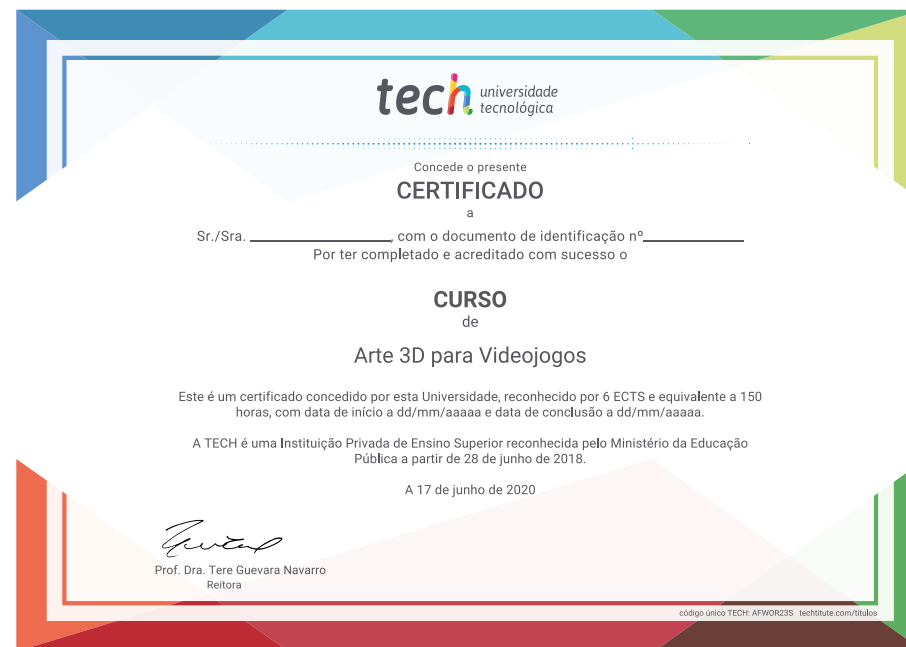 tech universidade
tecnológica
Concede o presente
CERTIFICADO
a
Sr./Sra. ________________, com o documento de identificação nº______________
Por ter completado e acreditado com sucesso o
CURSO
de
Arte 3D para Videojogos
Este é um certificado concedido por esta Universidade, reconhecido por 6 ECTS e equivalente a 150
horas, com data de início a dd/mm/aaaaa e data de conclusão a dd/mm/aaaaa.
A TECH é uma Instituição Privada de Ensino Superior reconhecida pelo Ministério da Educação
Pública a partir de 28 de junho de 2018.
A 17 de junho de 2020
Prof. Dra. Tere Guevara Navarro
Reitora
código único TECH: AFWOR23S techtitute.com/titulos